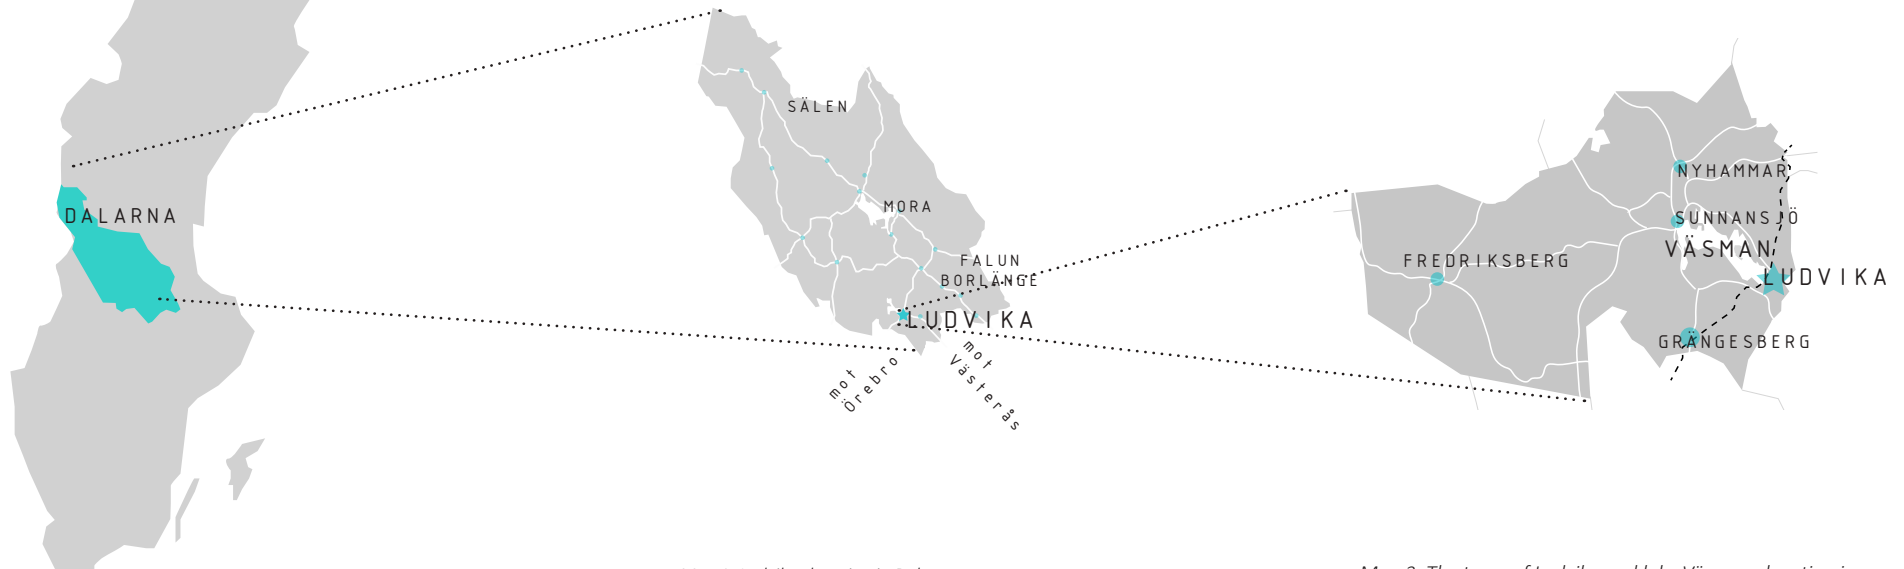 DALARNA
SÄLEN
MORA
FALUN
BORLÄNGE
LUDVIKA
mot
Örebro
mot
Västerås
NYHAMMAR
SUNNANSJÖ
VÄSMAN
FREDRIKSBERG
LUDVIKA
GRÄNGESBERG